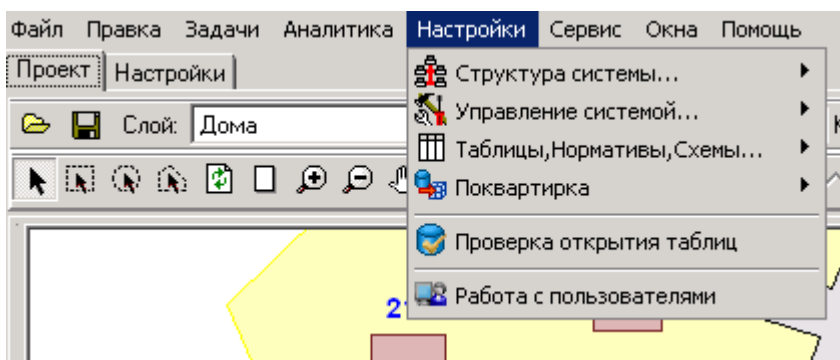 Файл Правка Задачи Аналитика Настройки Сервис Окна Помощь
Проект Настройки
Структура системы...
Слой: Дома
Управление системой...
Таблицы,Нормативы,Схемы...
Поквартирка
Проверка открытия таблиц
Работа с пользователями